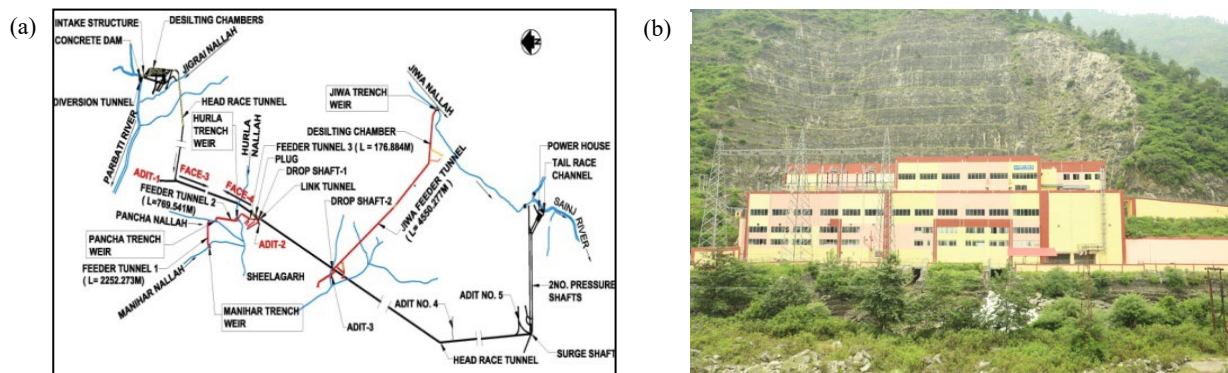 (a)
INTAKE STRUCTURE
DESILTING CHAMBERS
CONCRETE DAM
JIGRAI NALLAH
N
DIVERSION TUNNEL
HEAD RACE TUNNEL
PARBATI RIVER
HURLA
TRENCH
WEIR
HURLA
NALLAH
JIWA TRENCH
WEIR
JIWA NALLAH
DESILTING CHAMBER
FEEDER TUNNEL 3 ( L = 176.884M)
PLUG
DROP SHAFT-1
LINK TUNNEL
DROP SHAFT-2
POWER HOUSE
TAIL RACE
CHANNEL
SAINJ RIVER
ADIT-1
FACE-3
FACE-4
FEEDER TUNNEL 2
( L=769.541M)
PANCHA NALLAH
JIWA FEEDER TUNNEL
( L= 4550.277M)
ADIT-2
PANCHA TRENCH
WEIR
FEEDER TUNNEL 1
( L= 2252.273M)
SHEELAGARH
MANIHAR NALLAH
MANIHAR TRENCH
WEIR
ADIT-3
ADIT NO. 4
ADIT NO. 5
2NO. PRESSURE
SHAFTS
HEAD RACE TUNNEL
SURGE SHAFT
(b)